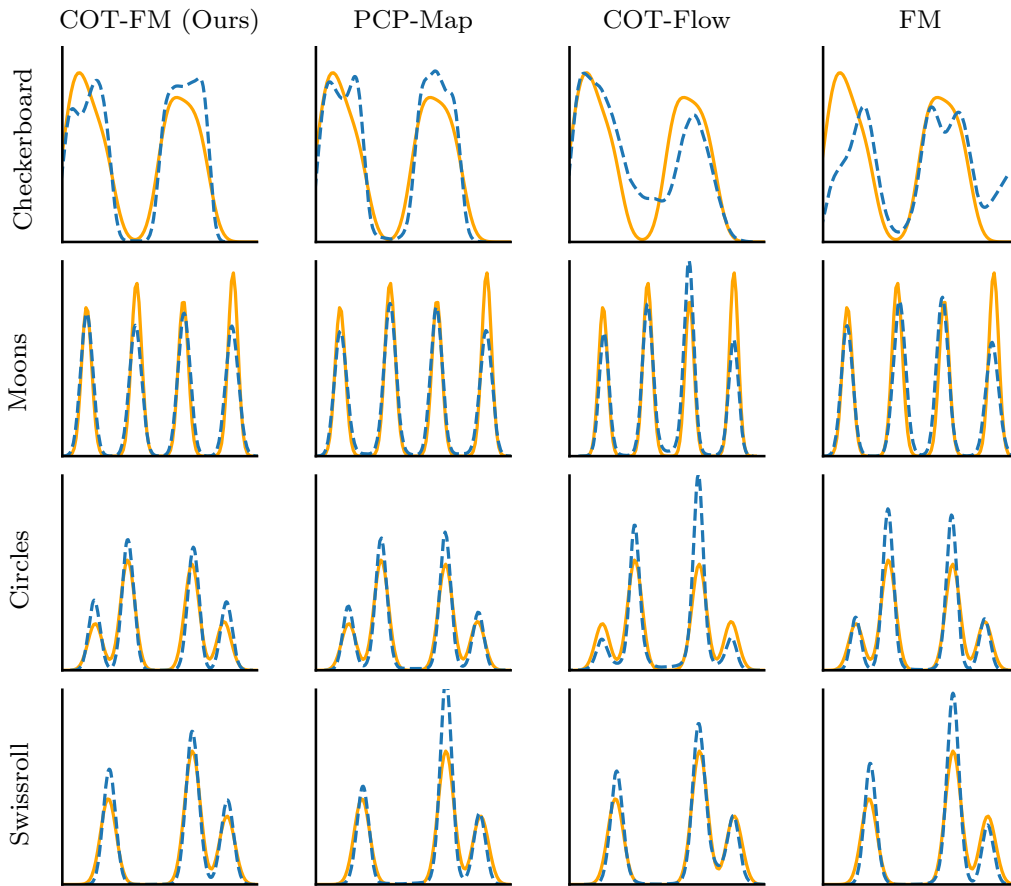 COT-FM (Ours)
PCP-Map
COT-Flow
FM
Checkerboard
Moons
Circles
Swissroll